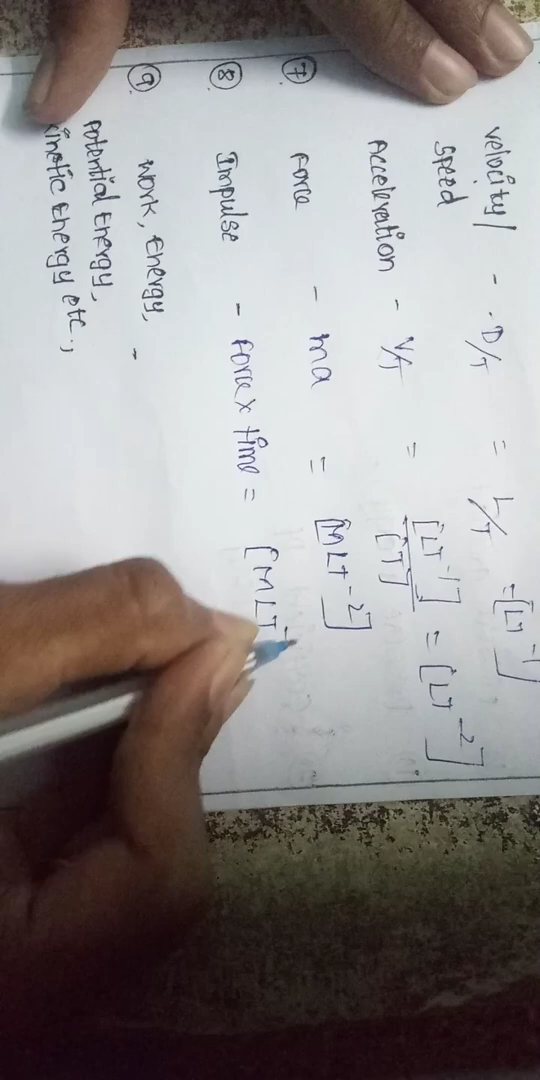 Velocity/ - . D/T = L/T = [LT⁻¹]
Speed
Acceleration - V/T = [LT⁻¹]/[T] = [LT⁻²]
⑦ Force - ma = [MLT⁻²]
⑧ Impulse - Force x time = [MLT⁻
⑨ Work, Energy, -
Potential Energy,
Kinetic Energy etc.,